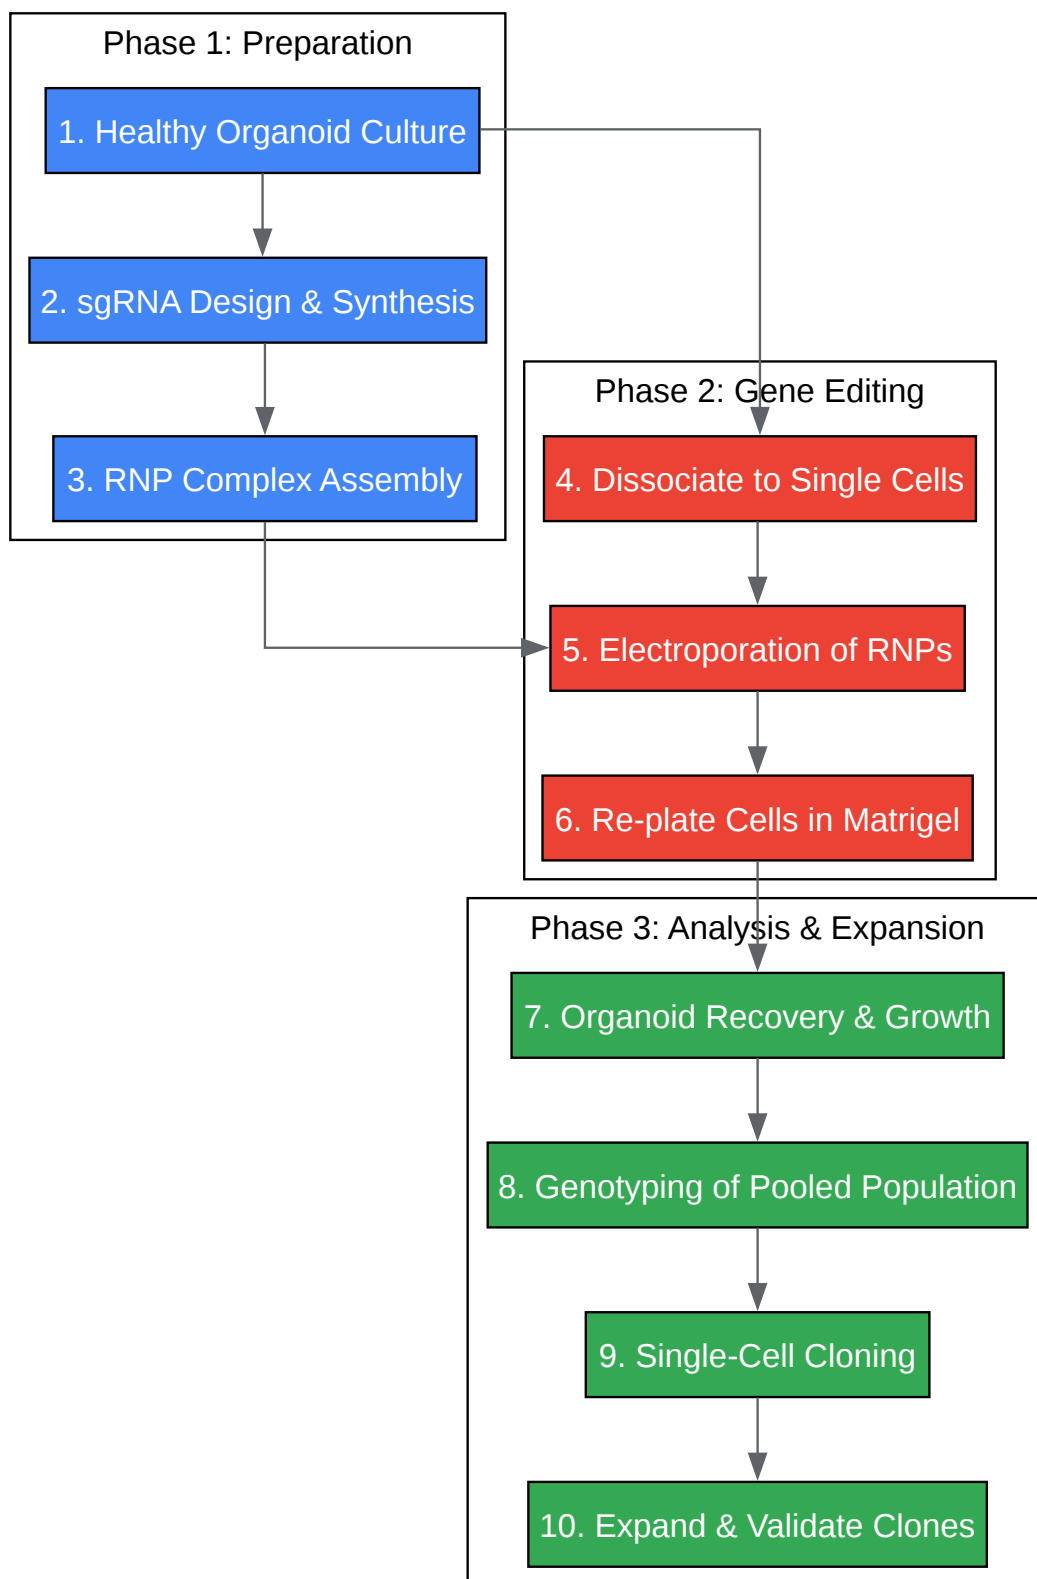 Phase 1: Preparation
1. Healthy Organoid Culture
2. sgRNA Design & Synthesis
3. RNP Complex Assembly
Phase 2: Gene Editing
4. Dissociate to Single Cells
5. Electroporation of RNPs
6. Re-plate Cells in Matrigel
Phase 3: Analysis & Expansion
7. Organoid Recovery & Growth
8. Genotyping of Pooled Population
9. Single-Cell Cloning
10. Expand & Validate Clones